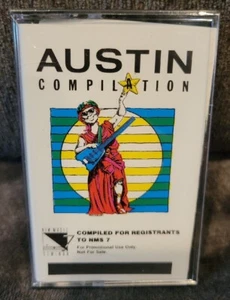 AUSTIN
COMPILATION
COMPILED FOR REGISTRANTS
TO NMS 7
For Promotional Use Only
Not For Sale